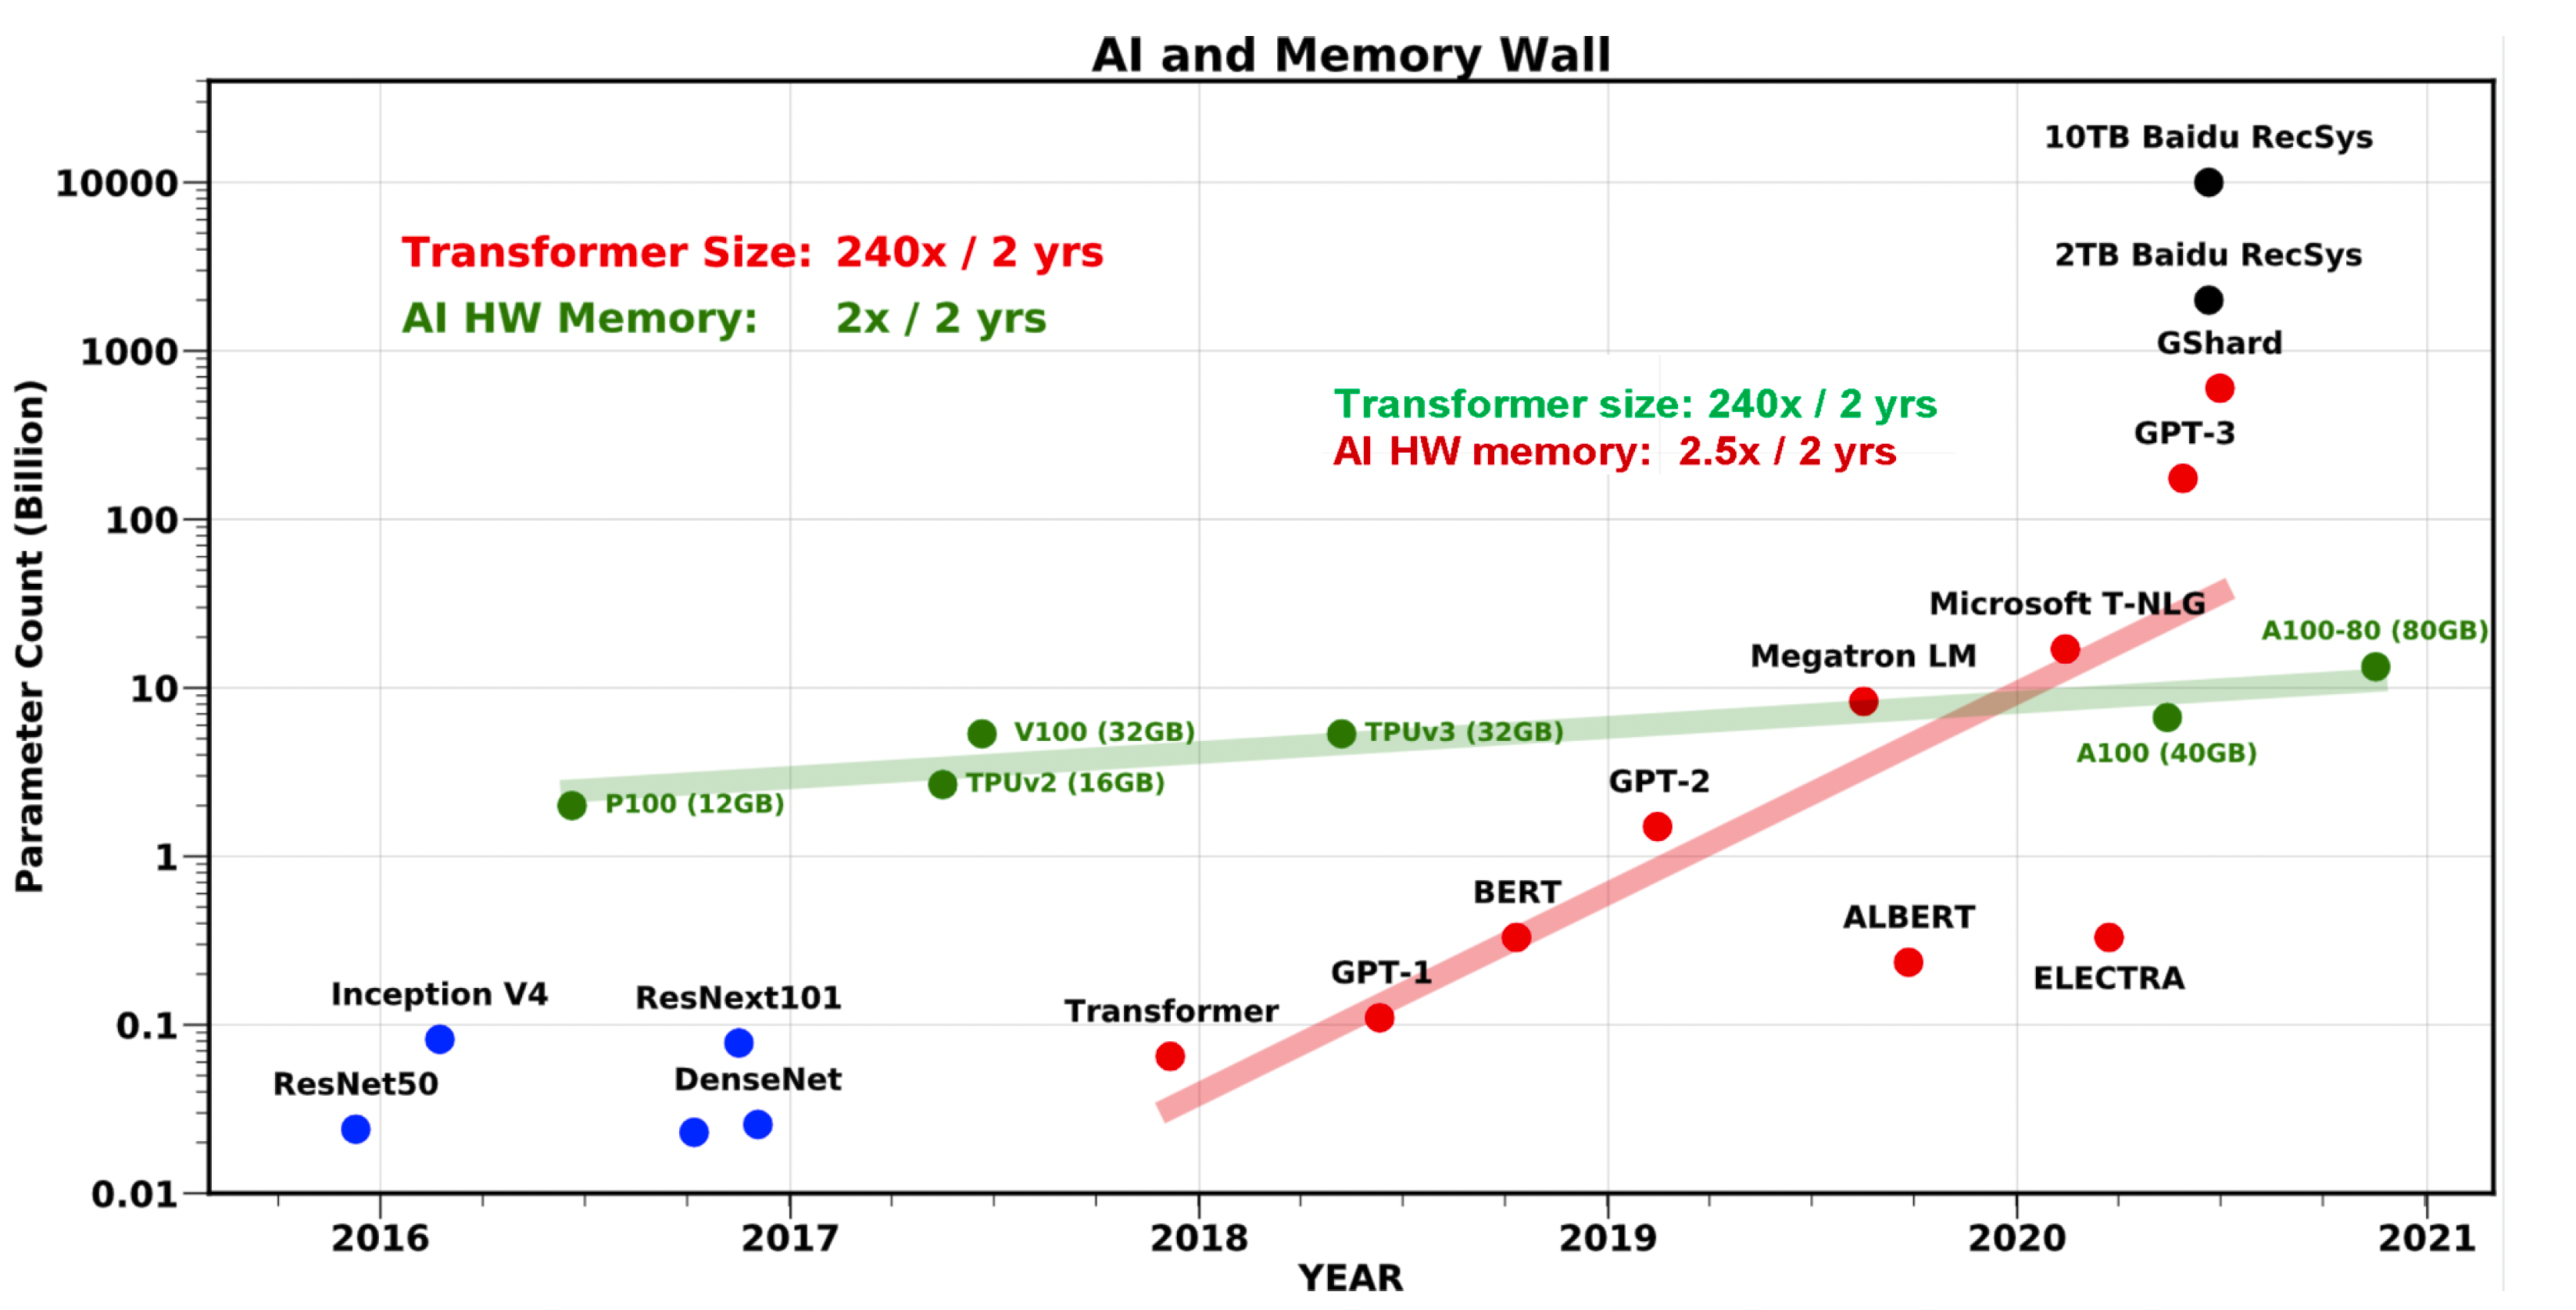 AI and Memory Wall
10TB Baidu RecSys
10000
2TB Baidu RecSys
Transformer Size: 240x / 2 yrs
AI HW Memory: 2x / 2 yrs
1000
GShard
Transformer size: 240x / 2 yrs
AI HW memory: 2.5x / 2 yrs
GPT-3
100
Microsoft T-NLG
A100-80 (80GB)
Megatron LM
10
V100 (32GB)
TPUv3 (32GB)
A100 (40GB)
TPUv2 (16GB)
GPT-2
P100 (12GB)
1
BERT
ALBERT
GPT-1
ELECTRA
Inception V4
ResNext101
Transformer
0.1
ResNet50
DenseNet
0.01
Parameter Count (Billion)
2016
2017
2018
2019
2020
2021
YEAR